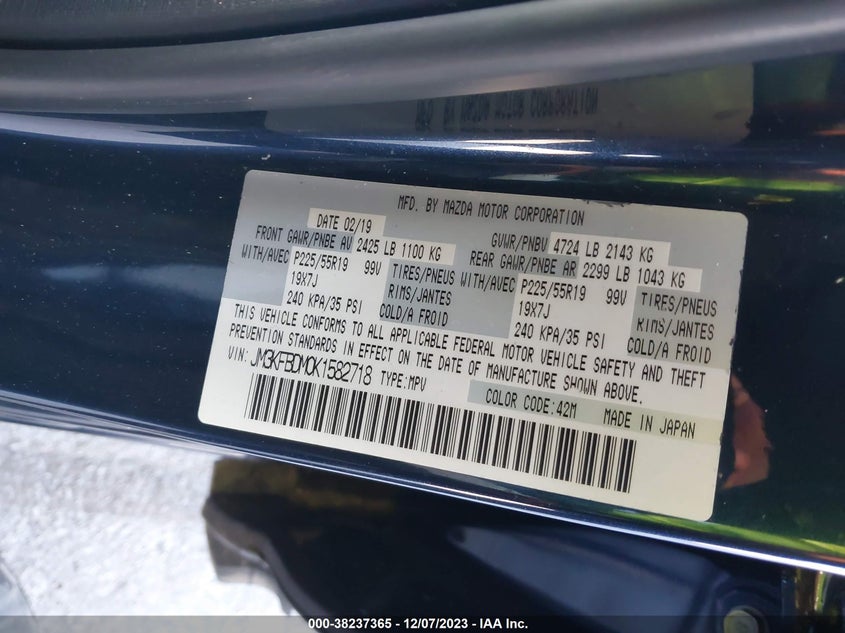 MFD. BY MAZDA MOTOR CORPORATION
DATE 02/19
GVWR/PNBV 4724 LB 2143 KG
FRONT GAWR/PNBE AV 2425 LB 1100 KG
REAR GAWR/PNBE AR 2299 LB 1043 KG
WITH/AVEC P225/55R19 99V TIRES/PNEUS
19X7J RIMS/JANTES
240 KPA/35 PSI COLD/A FROID
WITH/AVEC P225/55R19 99V TIRES/PNEUS
19X7J RIMS/JANTES
240 KPA/35 PSI COLD/A FROID
THIS VEHICLE CONFORMS TO ALL APPLICABLE FEDERAL MOTOR VEHICLE SAFETY AND THEFT
PREVENTION STANDARDS IN EFFECT ON THE DATE OF MANUFACTURE SHOWN ABOVE.
VIN: JM3KFBDM0K1582718 TYPE:MPV
COLOR CODE:42M MADE IN JAPAN
000-38237365 - 12/07/2023 - IAA Inc.